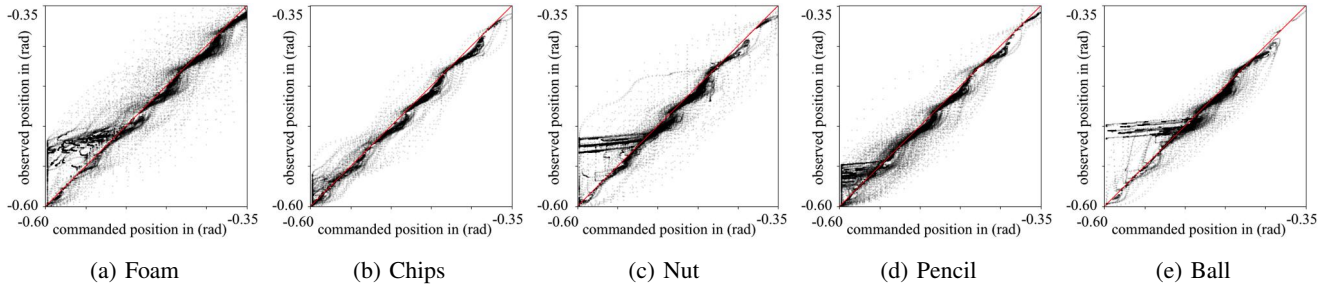 -0.35
observed position in (rad)
-0.60
-0.60
-0.35
commanded position in (rad)
(a) Foam
-0.35
observed position in (rad)
-0.60
-0.60
-0.35
commanded position in (rad)
(b) Chips
-0.35
observed position in (rad)
-0.60
-0.60
-0.35
commanded position in (rad)
(c) Nut
-0.35
observed position in (rad)
-0.60
-0.60
-0.35
commanded position in (rad)
(d) Pencil
-0.35
observed position in (rad)
-0.60
-0.60
-0.35
commanded position in (rad)
(e) Ball